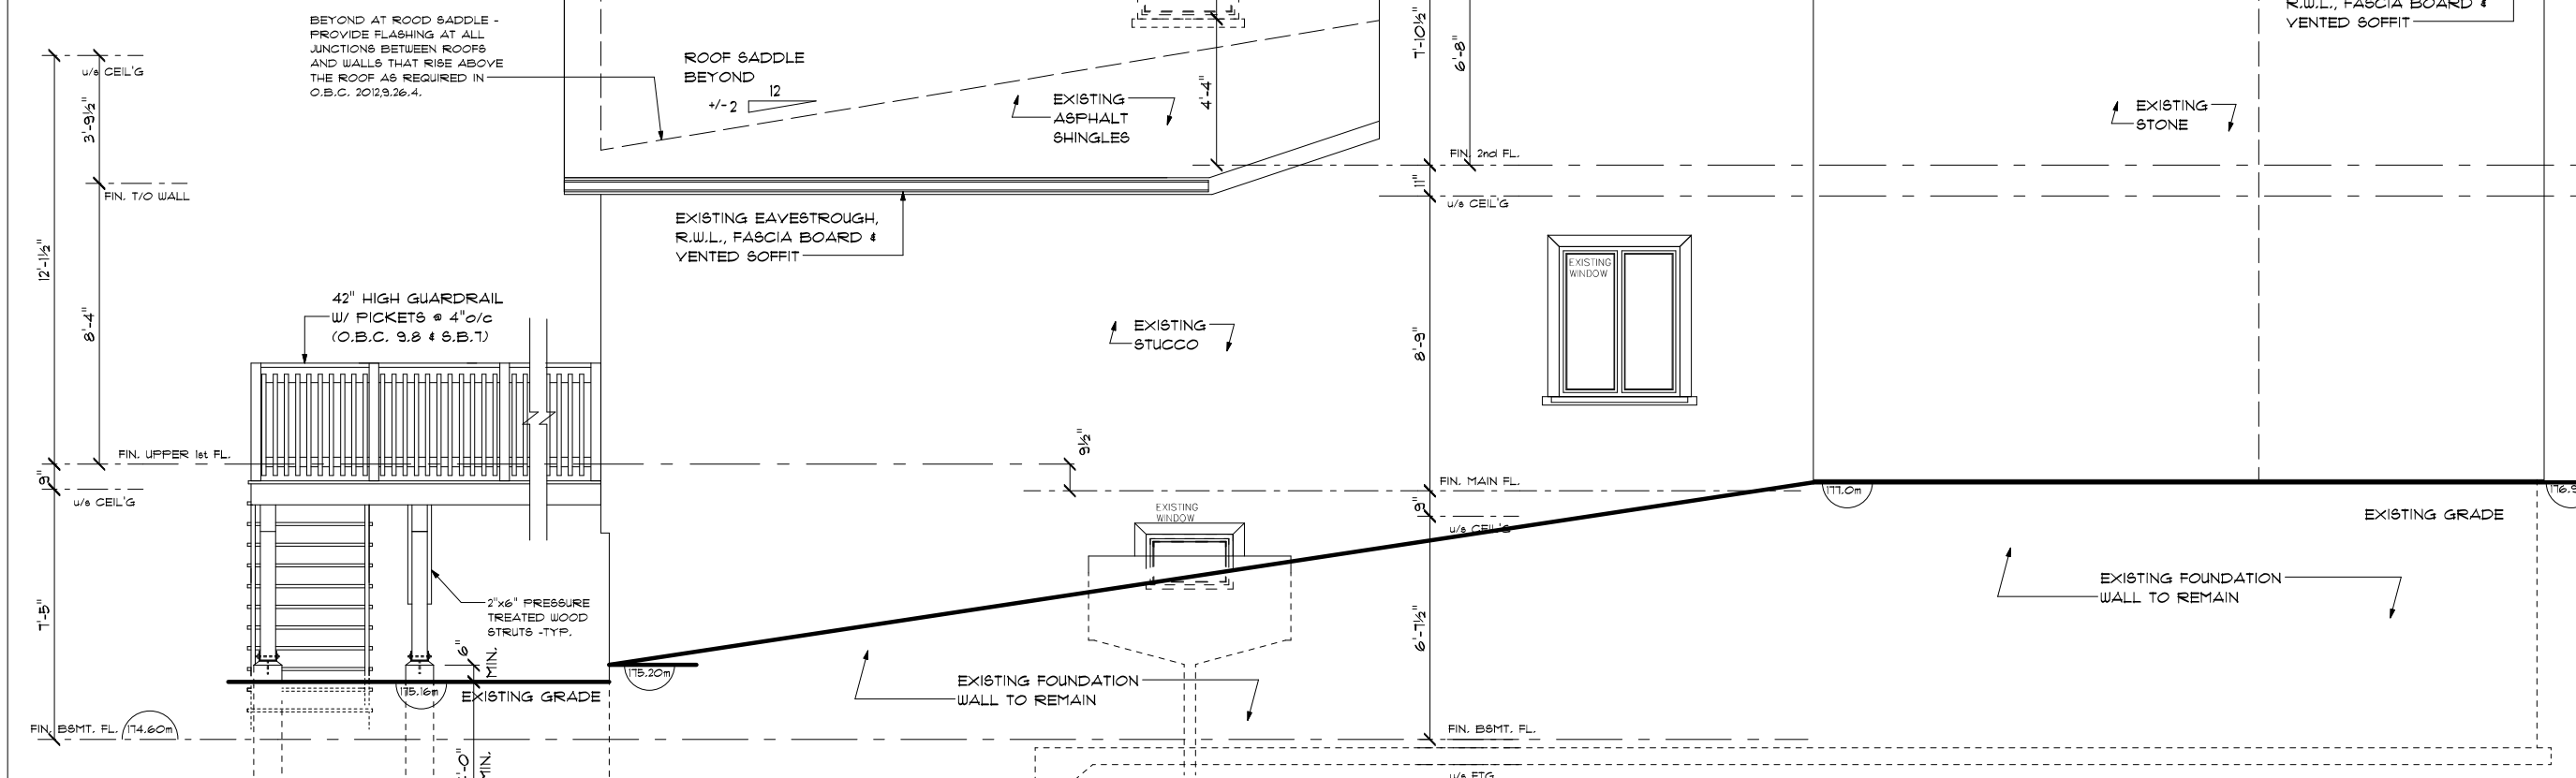 BEYOND AT ROOD SADDLE -
PROVIDE FLASHING AT ALL
JUNCTIONS BETWEEN ROOFS
AND WALLS THAT RISE ABOVE
THE ROOF AS REQUIRED IN
O.B.C. 2012,9.26.4.
u/s CEIL'G
3'-9½"
FIN. T/O WALL
12'-1½"
8'-4"
42" HIGH GUARDRAIL
W/ PICKETS @ 4"o/c
(O.B.C. 9.8 & S.B.7)
FIN. UPPER 1st FL.
9"
u/s CEIL'G
7'-5"
2"x6" PRESSURE
TREATED WOOD
STRUTS -TYP.
6"
MIN.
175.16m
EXISTING GRADE
FIN. BSMT. FL.
174.60m
MIN.
ROOF SADDLE
BEYOND
12
+/- 2
EXISTING
ASPHALT
SHINGLES
4'-4"
EXISTING EAVESTROUGH,
R.W.L., FASCIA BOARD &
VENTED SOFFIT
EXISTING
STUCCO
9½"
EXISTING
WINDOW
175.20m
EXISTING FOUNDATION
WALL TO REMAIN
7'-10½"
6'-8"
FIN. 2nd FL.
11"
u/s CEIL'G
8'-9"
EXISTING
WINDOW
FIN. MAIN FL.
9"
u/s CEIL'G
6'-7½"
FIN. BSMT. FL.
u/s FTG
R.W.L., FASCIA BOARD &
VENTED SOFFIT
EXISTING
STONE
177.0m
EXISTING GRADE
EXISTING FOUNDATION
WALL TO REMAIN